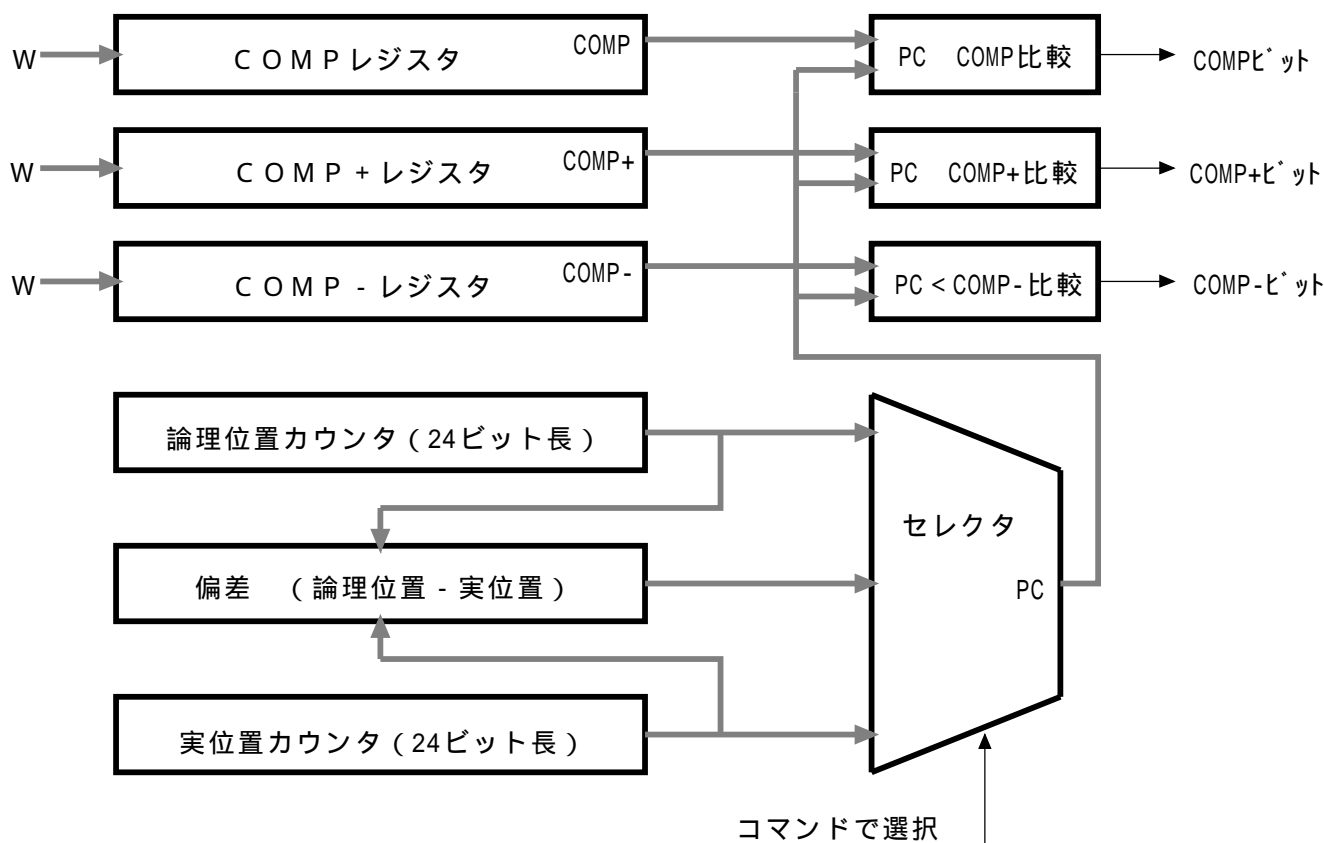 W
ＣＯＭＰレジスタ
COMP
PC　COMP比較
COMPﾋﾞｯﾄ
W
ＣＯＭＰ+レジスタ
COMP+
PC　COMP+比較
COMP+ﾋﾞｯﾄ
W
ＣＯＭＰ-レジスタ
COMP-
PC<COMP-比較
COMP-ﾋﾞｯﾄ
論理位置カウンタ(24ビット長)
セレクタ
偏差　(論理位置-実位置)
PC
実位置カウンタ(24ビット長)
コマンドで選択